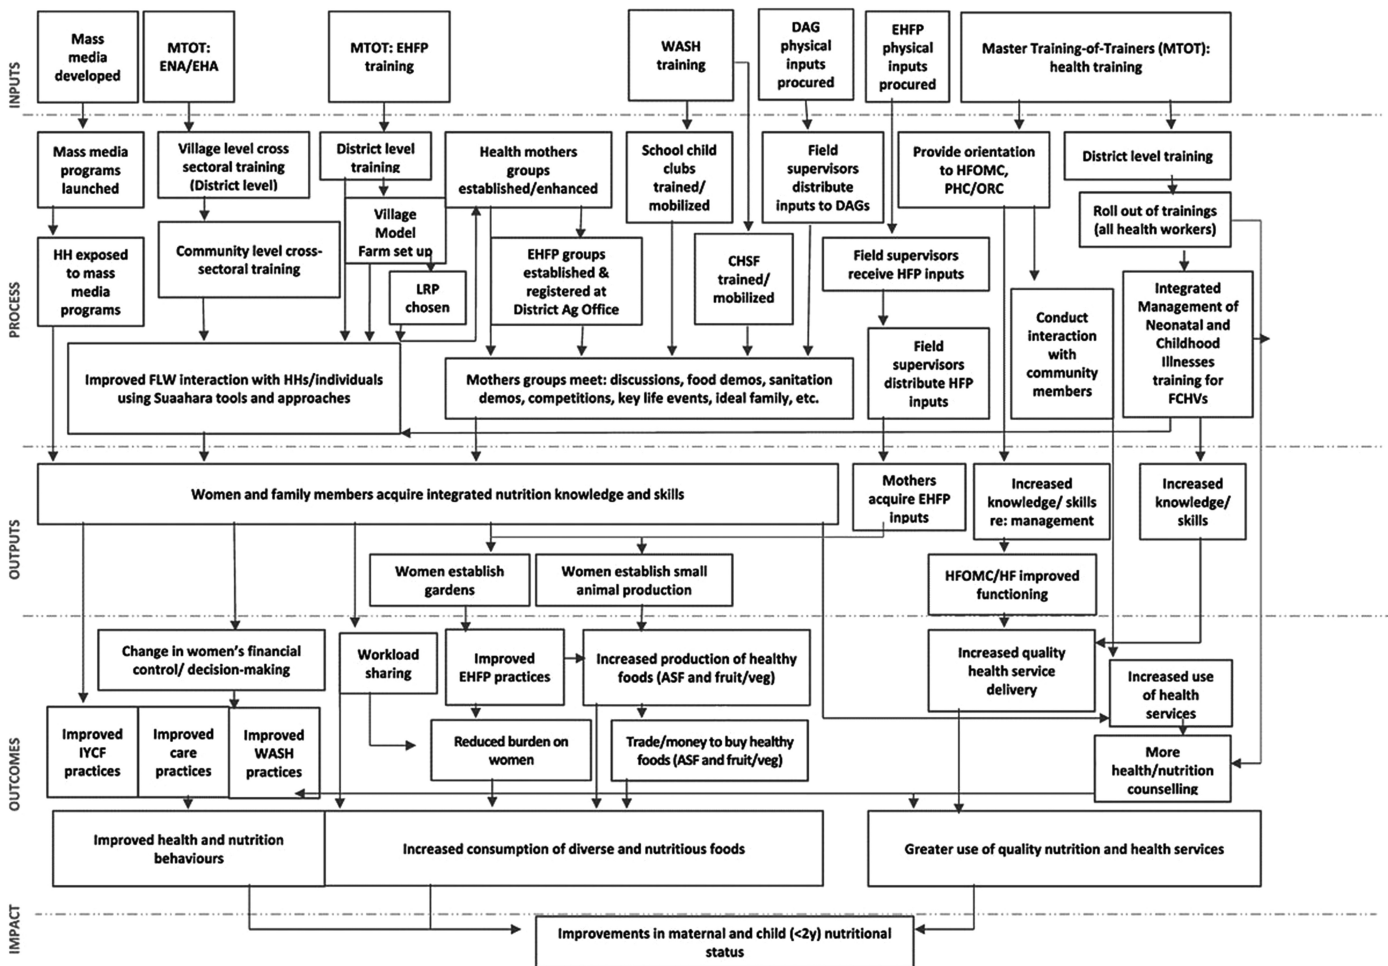 INPUTS
Mass
media
developed
MTOT:
ENA/EHA
MTOT: EHFP
training
WASH
training
DAG
physical
inputs
procured
EHFP
physical
inputs
procured
Master Training-of-Trainers (MTOT):
health training
PROCESS
Mass media
programs
launched
Village level cross
sectoral training
(District level)
District level
training
Health mothers
groups
established/enhanced
School child
clubs
trained/
mobilized
Field
supervisors
distribute
inputs to DAGs
Provide orientation
to HFOMC,
PHC/ORC
District level training
Roll out of trainings
(all health workers)
HH exposed
to mass
media
programs
Community level cross-
sectoral training
Village
Model
Farm set up
LRP
chosen
EHFP groups
established &
registered at
District Ag Office
CHSF
trained/
mobilized
Field supervisors
receive HFP inputs
Field
supervisors
distribute HFP
inputs
Conduct
interaction
with
community
members
Integrated
Management of
Neonatal and
Childhood
Illnesses
training for
FCHVs
Improved FLW interaction with HHs/individuals
using Suaahara tools and approaches
Mothers groups meet: discussions, food demos, sanitation
demos, competitions, key life events, ideal family, etc.
OUTPUTS
Women and family members acquire integrated nutrition knowledge and skills
Mothers
acquire EHFP
inputs
Increased
knowledge/ skills
re: management
Increased
knowledge/
skills
Women establish
gardens
Women establish small
animal production
HFOMC/HF improved
functioning
OUTCOMES
Change in women's financial
control/ decision-making
Workload
sharing
Improved
EHFP practices
Increased production of healthy
foods (ASF and fruit/veg)
Increased quality
health service
delivery
Increased use
of health
services
Improved
IYCF
practices
Improved
care
practices
Improved
WASH
practices
Reduced burden on
women
Trade/money to buy healthy
foods (ASF and fruit/veg)
More
health/nutrition
counselling
Improved health and nutrition
behaviours
Increased consumption of diverse and nutritious foods
Greater use of quality nutrition and health services
IMPACT
Improvements in maternal and child (<2y) nutritional
status